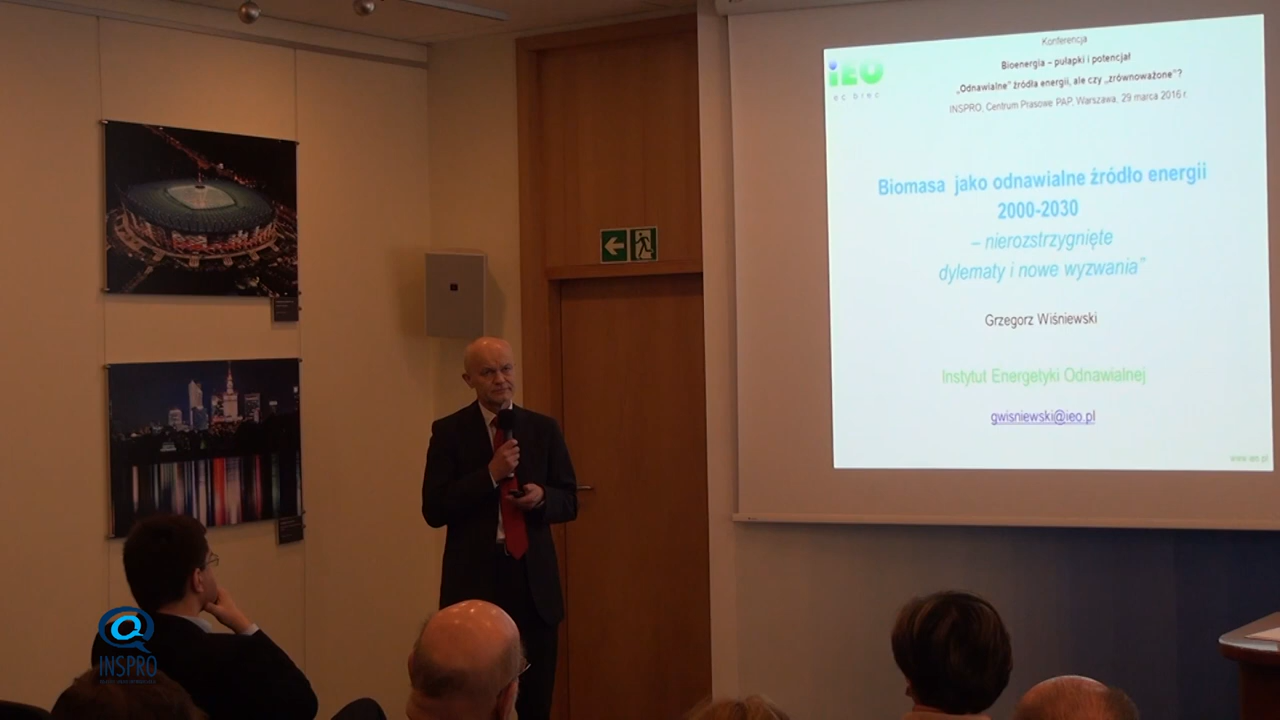 Konferencja
Bioenergia – pułapki i potencjał
„Odnawialne” źródła energii, ale czy „zrównoważone”?
INSPRO, Centrum Prasowe PAP, Warszawa, 29 marca 2016 r.
iEO
ec brec
Biomasa jako odnawialne źródło energii
2000-2030
– nierozstrzygnięte
dylematy i nowe wyzwania”
Grzegorz Wiśniewski
Instytut Energetyki Odnawialnej
gwisniewski@ieo.pl
www.ieo.pl
INSPRO